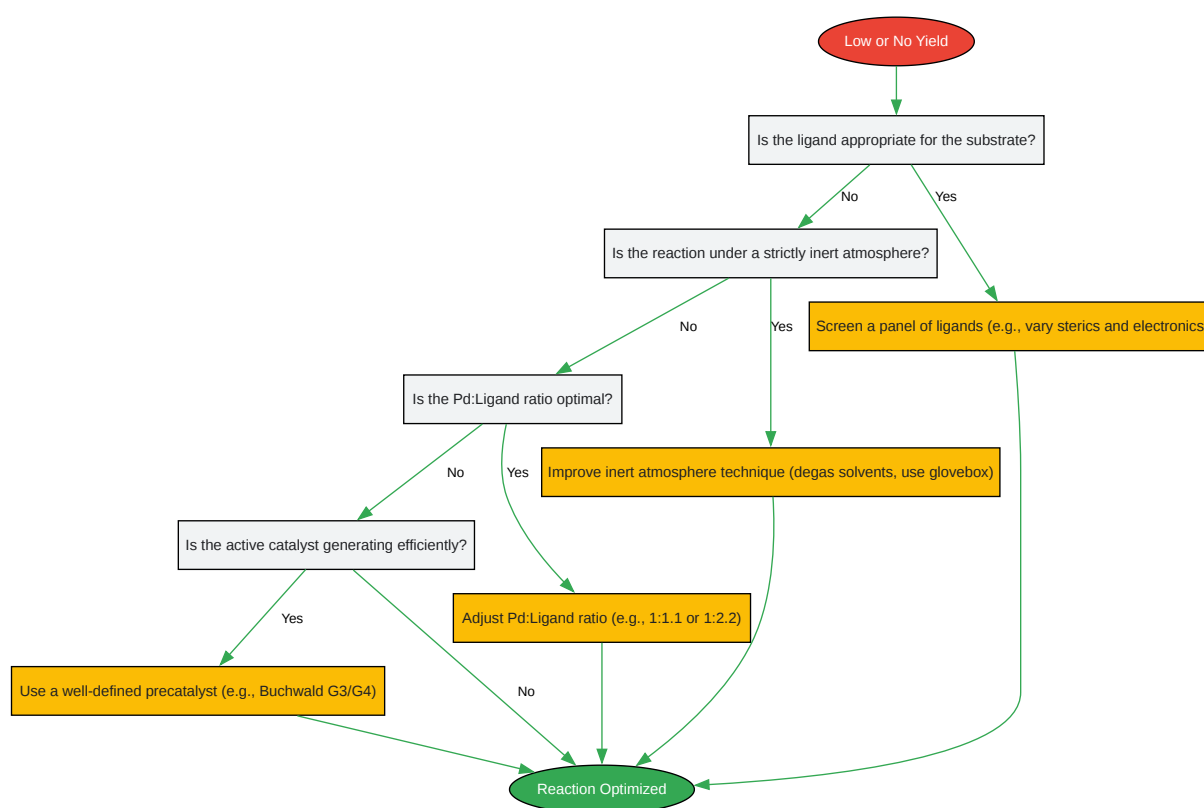 Low or No Yield
Is the ligand appropriate for the substrate?
No
Yes
Is the reaction under a strictly inert atmosphere?
Screen a panel of ligands (e.g., vary sterics and electronics
No
Yes
Is the Pd:Ligand ratio optimal?
Improve inert atmosphere technique (degas solvents, use glovebox)
No
Yes
Is the active catalyst generating efficiently?
Adjust Pd:Ligand ratio (e.g., 1:1.1 or 1:2.2)
Yes
Use a well-defined precatalyst (e.g., Buchwald G3/G4)
No
Reaction Optimized